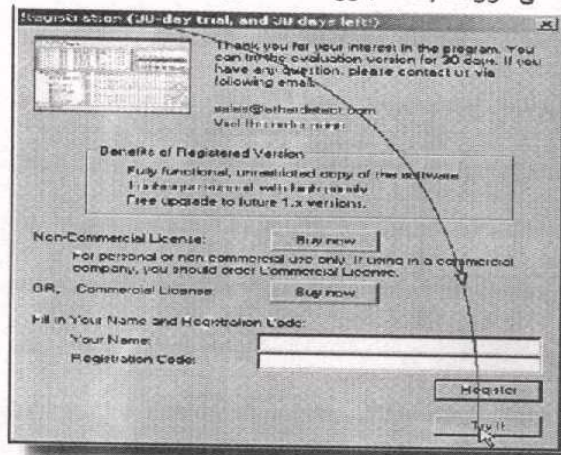 Registration (30-day trial, and 30 days left!)
Thank you for your interest in the program. You
can try the evaluation version for 30 days. If you
have any question, please contact us via
following email:
sales@etherdetect.com
Benefits of Registered Version
Fully functional, unrestricted copy of the software.
Free upgrade to future 1.x versions.
Non-Commercial License:
Buy now
For personal or non commercial use only. If using in a commercial
company, you should order Commercial License.
OR, Commercial License:
Buy now
Fill in Your Name and Registration Code:
Your Name:
Registration Code:
Register
Try It